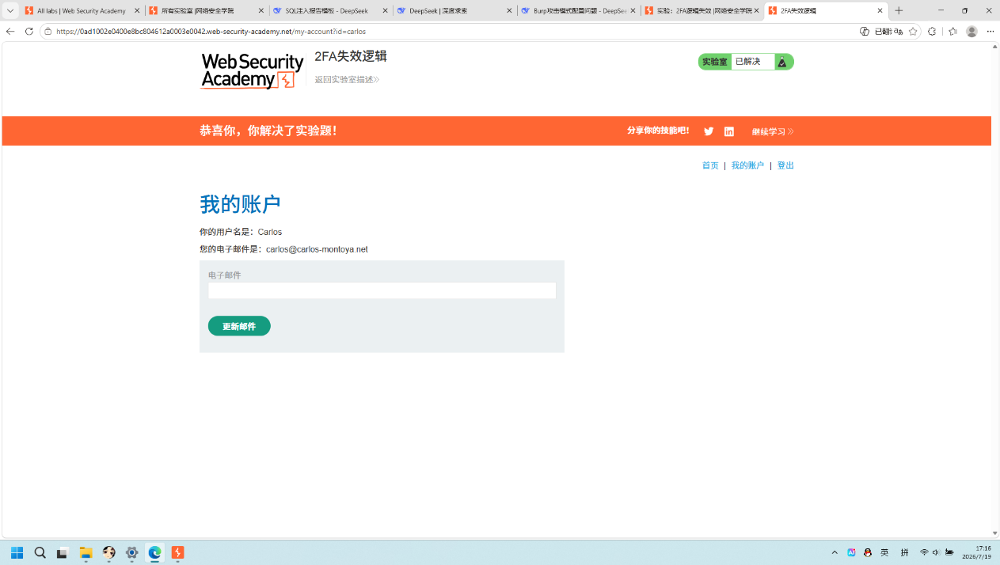 All labs | Web Security Academy
所有实验室 |网络安全学院
SQL注入报告模板 - DeepSeek
DeepSeek | 深度求索
Burp攻击模式配置问题 - DeepSee
实验：2FA逻辑失效 |网络安全学院
2FA失效逻辑
https://0ad1002e0400e8bc804612a0003e0042.web-security-academy.net/my-account?id=carlos
已翻译
Web Security Academy
2FA失效逻辑
返回实验室描述
实验室 已解决
恭喜你，你解决了实验题！
分享你的技能吧！
继续学习
首页 | 我的账户 | 登出
我的账户
你的用户名是：Carlos
您的电子邮件是：carlos@carlos-montoya.net
电子邮件
更新邮件
英 拼
17:16
2026/7/19